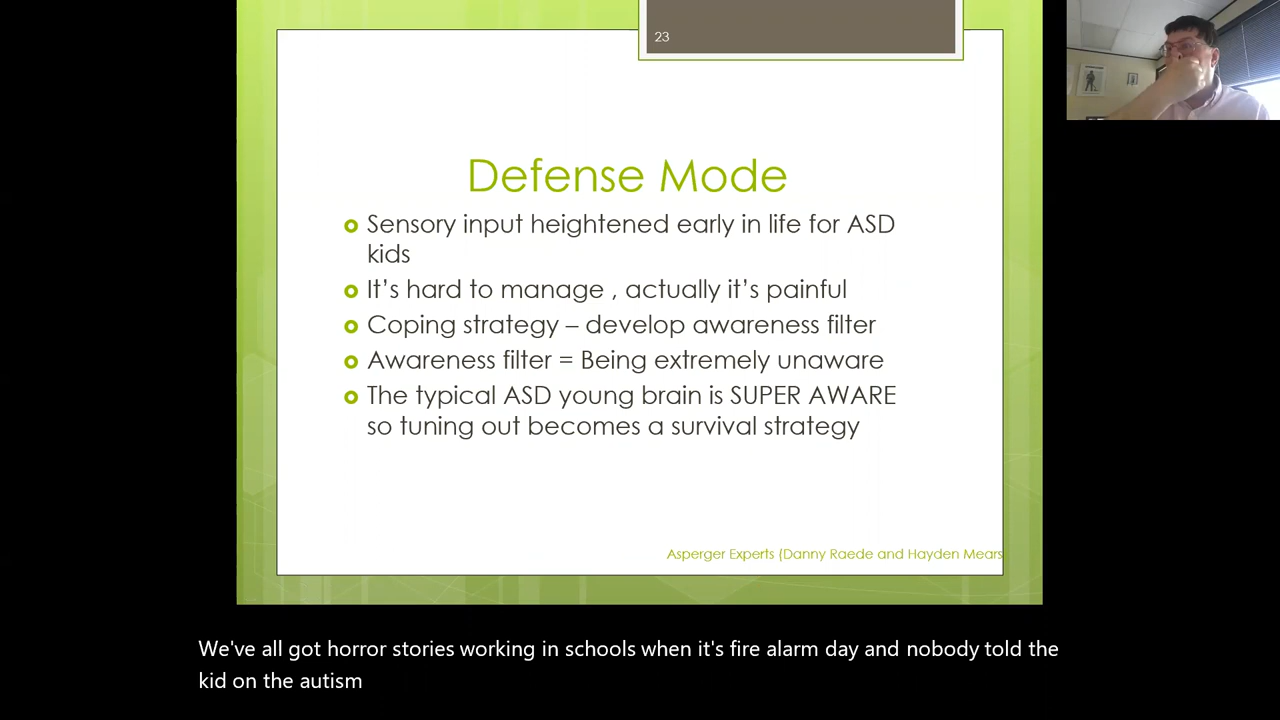 23
Defense Mode
Sensory input heightened early in life for ASD
kids
It’s hard to manage , actually it’s painful
Coping strategy – develop awareness filter
Awareness filter = Being extremely unaware
The typical ASD young brain is SUPER AWARE
so tuning out becomes a survival strategy
Asperger Experts (Danny Raede and Hayden Mears
We've all got horror stories working in schools when it's fire alarm day and nobody told the
kid on the autism